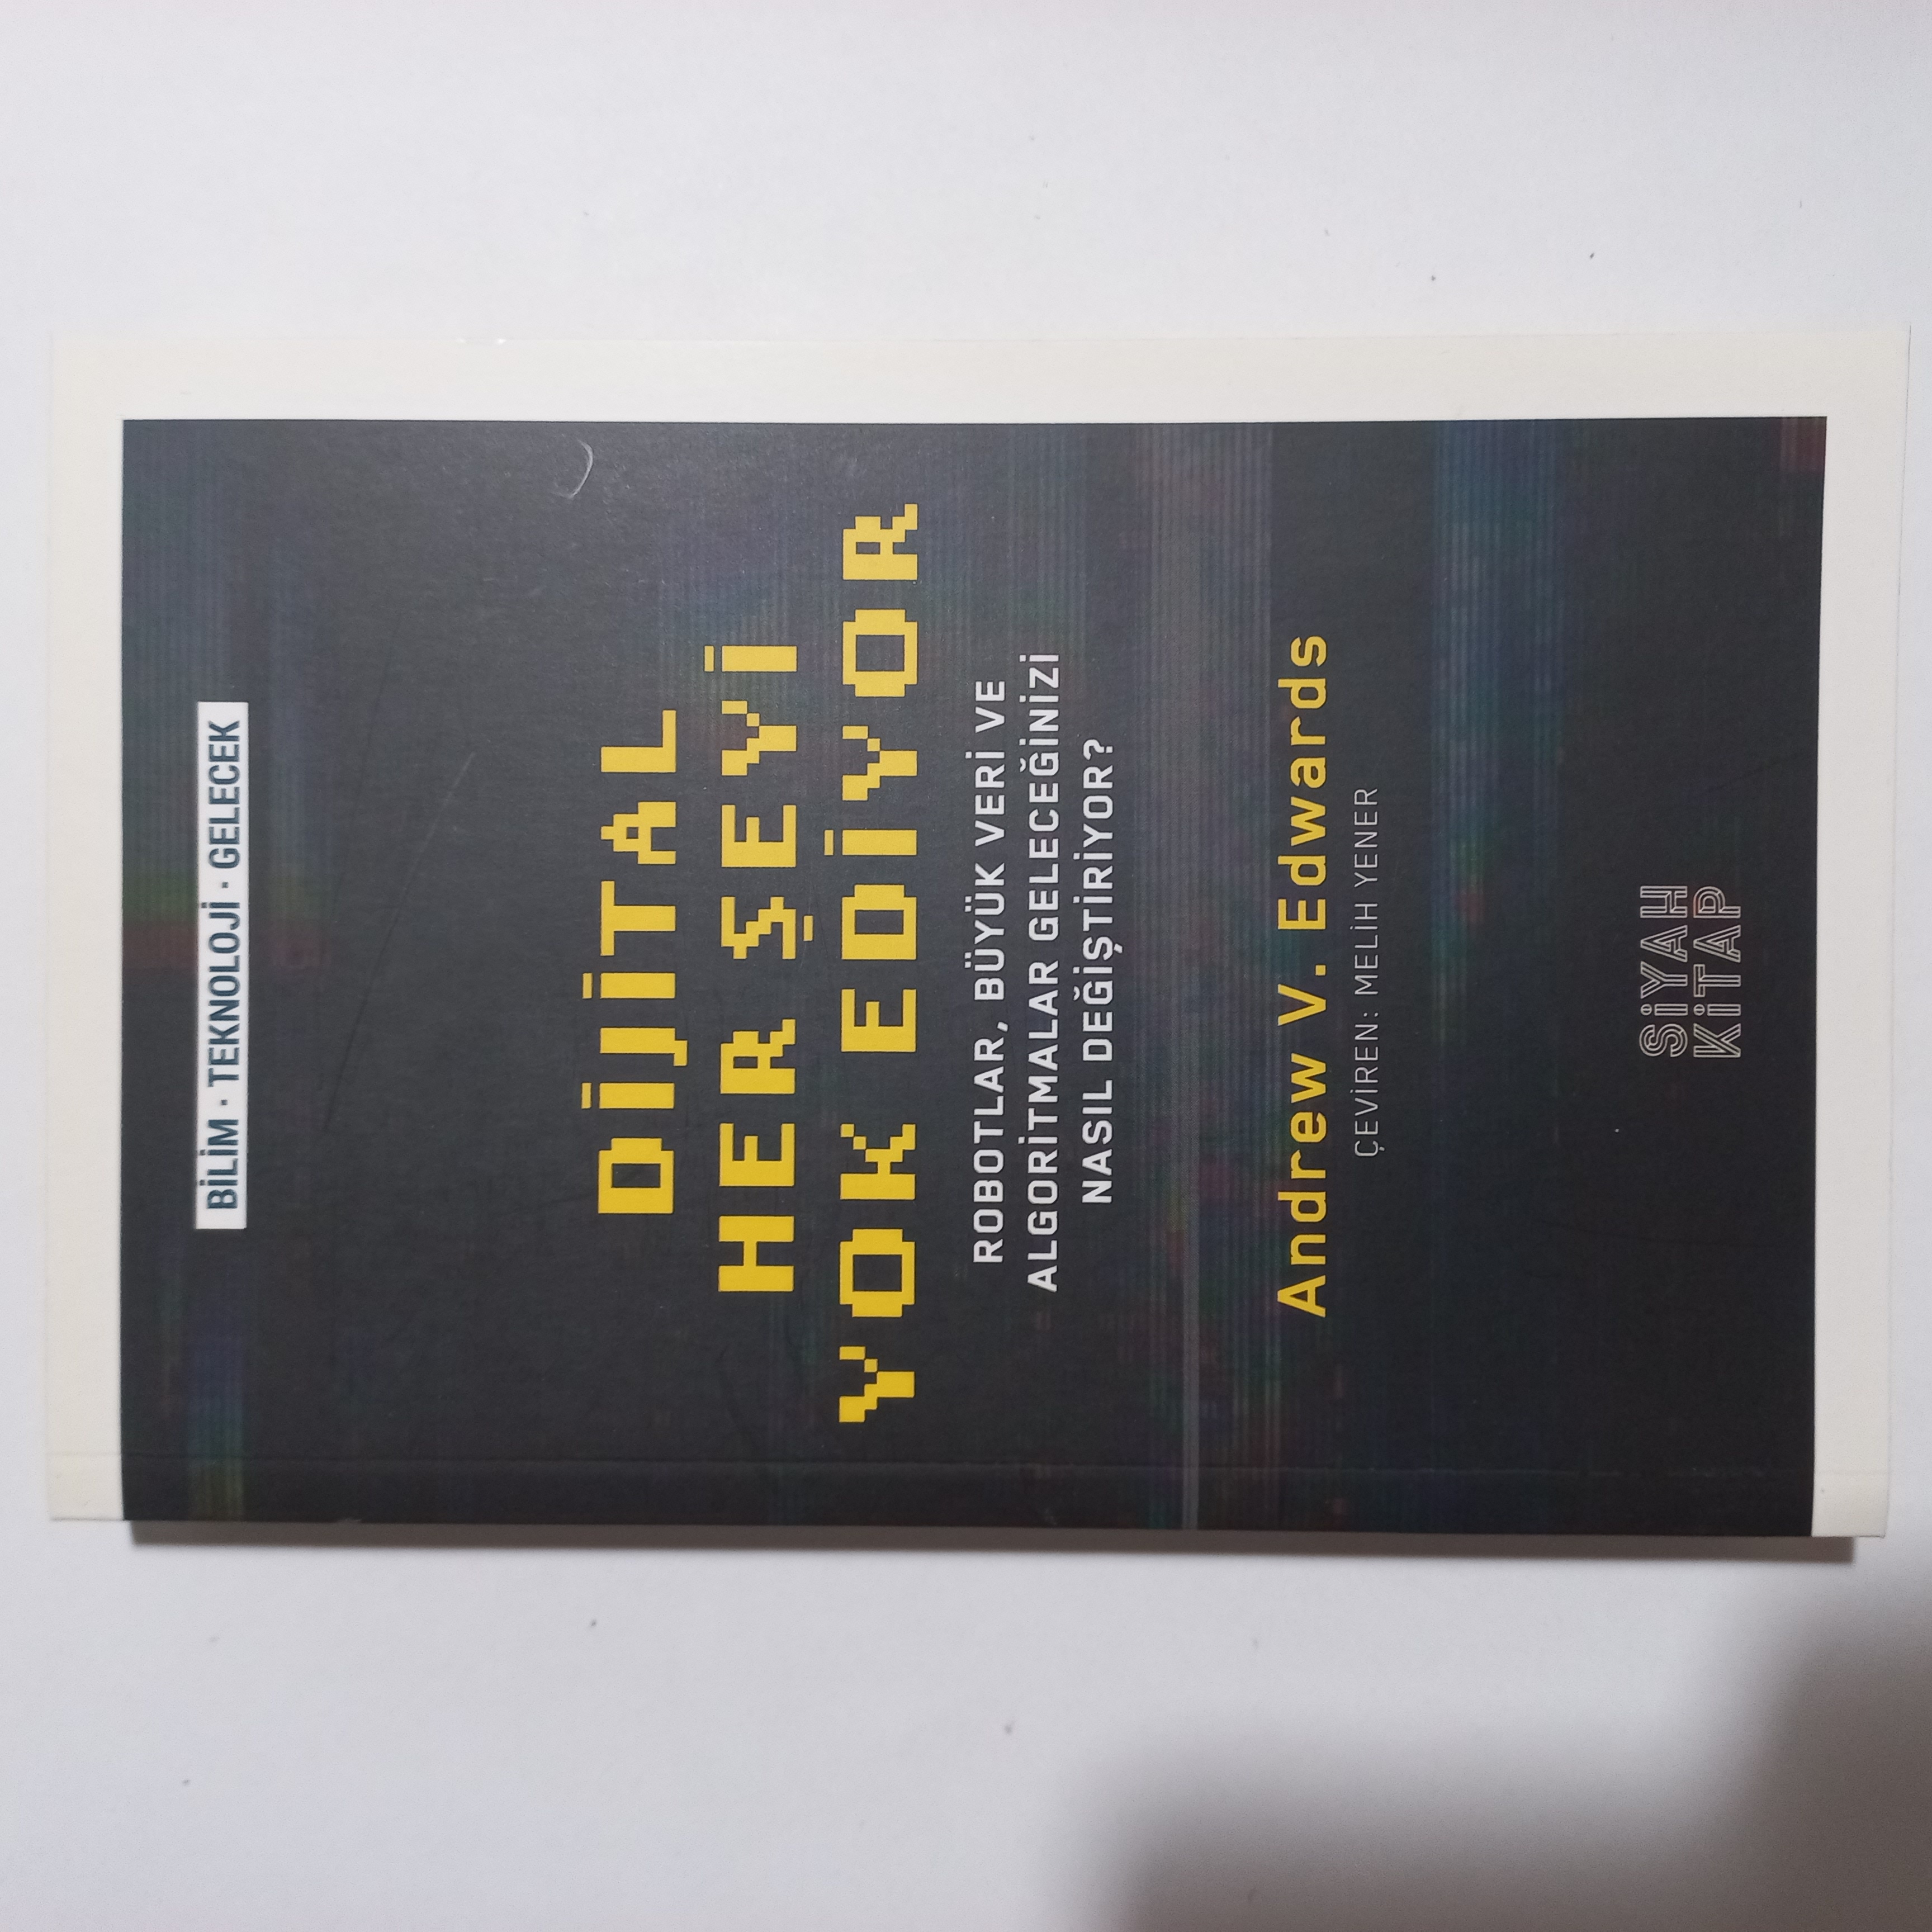 BİLİM · TEKNOLOJİ · GELECEK
DİJİTAL
HER ŞEYİ
YOK EDİYOR
ROBOTLAR, BÜYÜK VERİ VE
ALGORİTMALAR GELECEĞİNİZİ
NASIL DEĞİŞTİRİYOR?
Andrew V. Edwards
ÇEVİREN: MELİH YENER
SİYAH
KİTAP